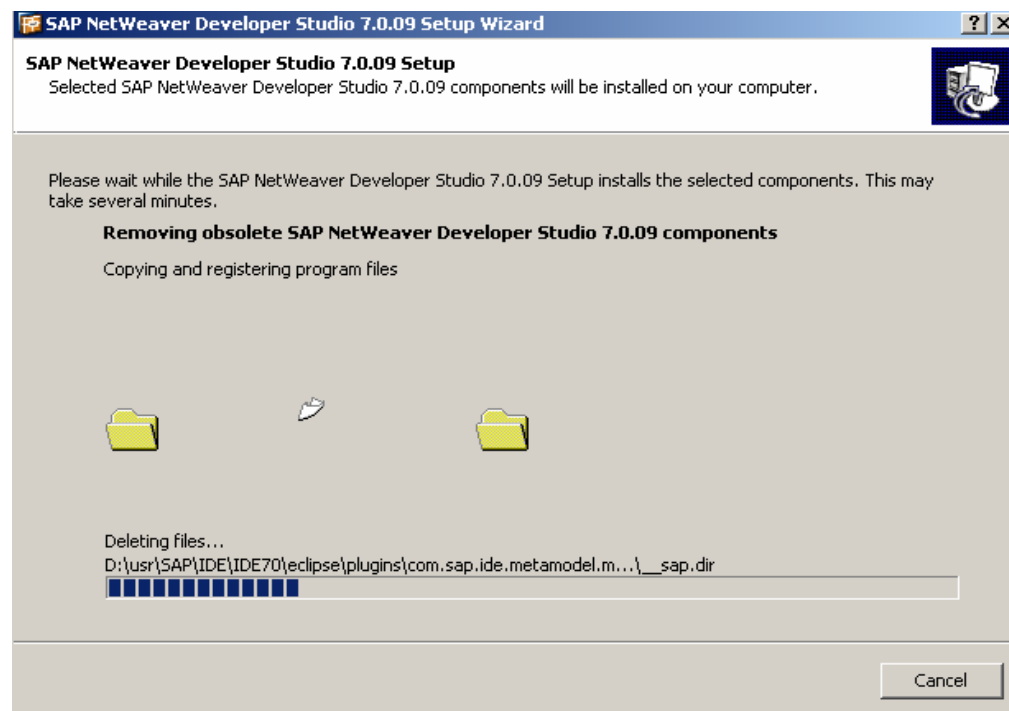 SAP NetWeaver Developer Studio 7.0.09 Setup Wizard
SAP NetWeaver Developer Studio 7.0.09 Setup
Selected SAP NetWeaver Developer Studio 7.0.09 components will be installed on your computer.
Please wait while the SAP NetWeaver Developer Studio 7.0.09 Setup installs the selected components. This may
take several minutes.
Removing obsolete SAP NetWeaver Developer Studio 7.0.09 components
Copying and registering program files
Deleting files...
D:\usr\SAP\IDE\IDE70\eclipse\plugins\com.sap.ide.metamodel.m...\__sap.dir
Cancel